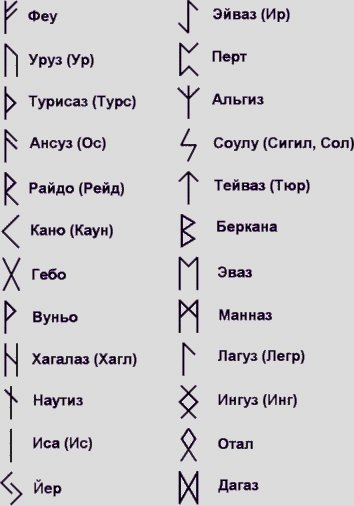 ᚠ Феу
ᚢ Уруз (Ур)
ᚦ Турисаз (Турс)
ᚨ Ансуз (Ос)
ᚱ Райдо (Рейд)
ᚲ Кано (Каун)
ᚷ Гебо
ᚹ Вуньо
ᚺ Хагалаз (Хагл)
ᚾ Наутиз
ᛁ Иса (Ис)
ᛃ Йер
ᛇ Эйваз (Ир)
ᛈ Перт
ᛉ Альгиз
ᛊ Соулу (Сигил, Сол)
ᛏ Тейваз (Тюр)
ᛒ Беркана
ᛖ Эваз
ᛗ Манназ
ᛚ Лагуз (Легр)
ᛝ Ингуз (Инг)
ᛟ Отал
ᛞ Дагаз